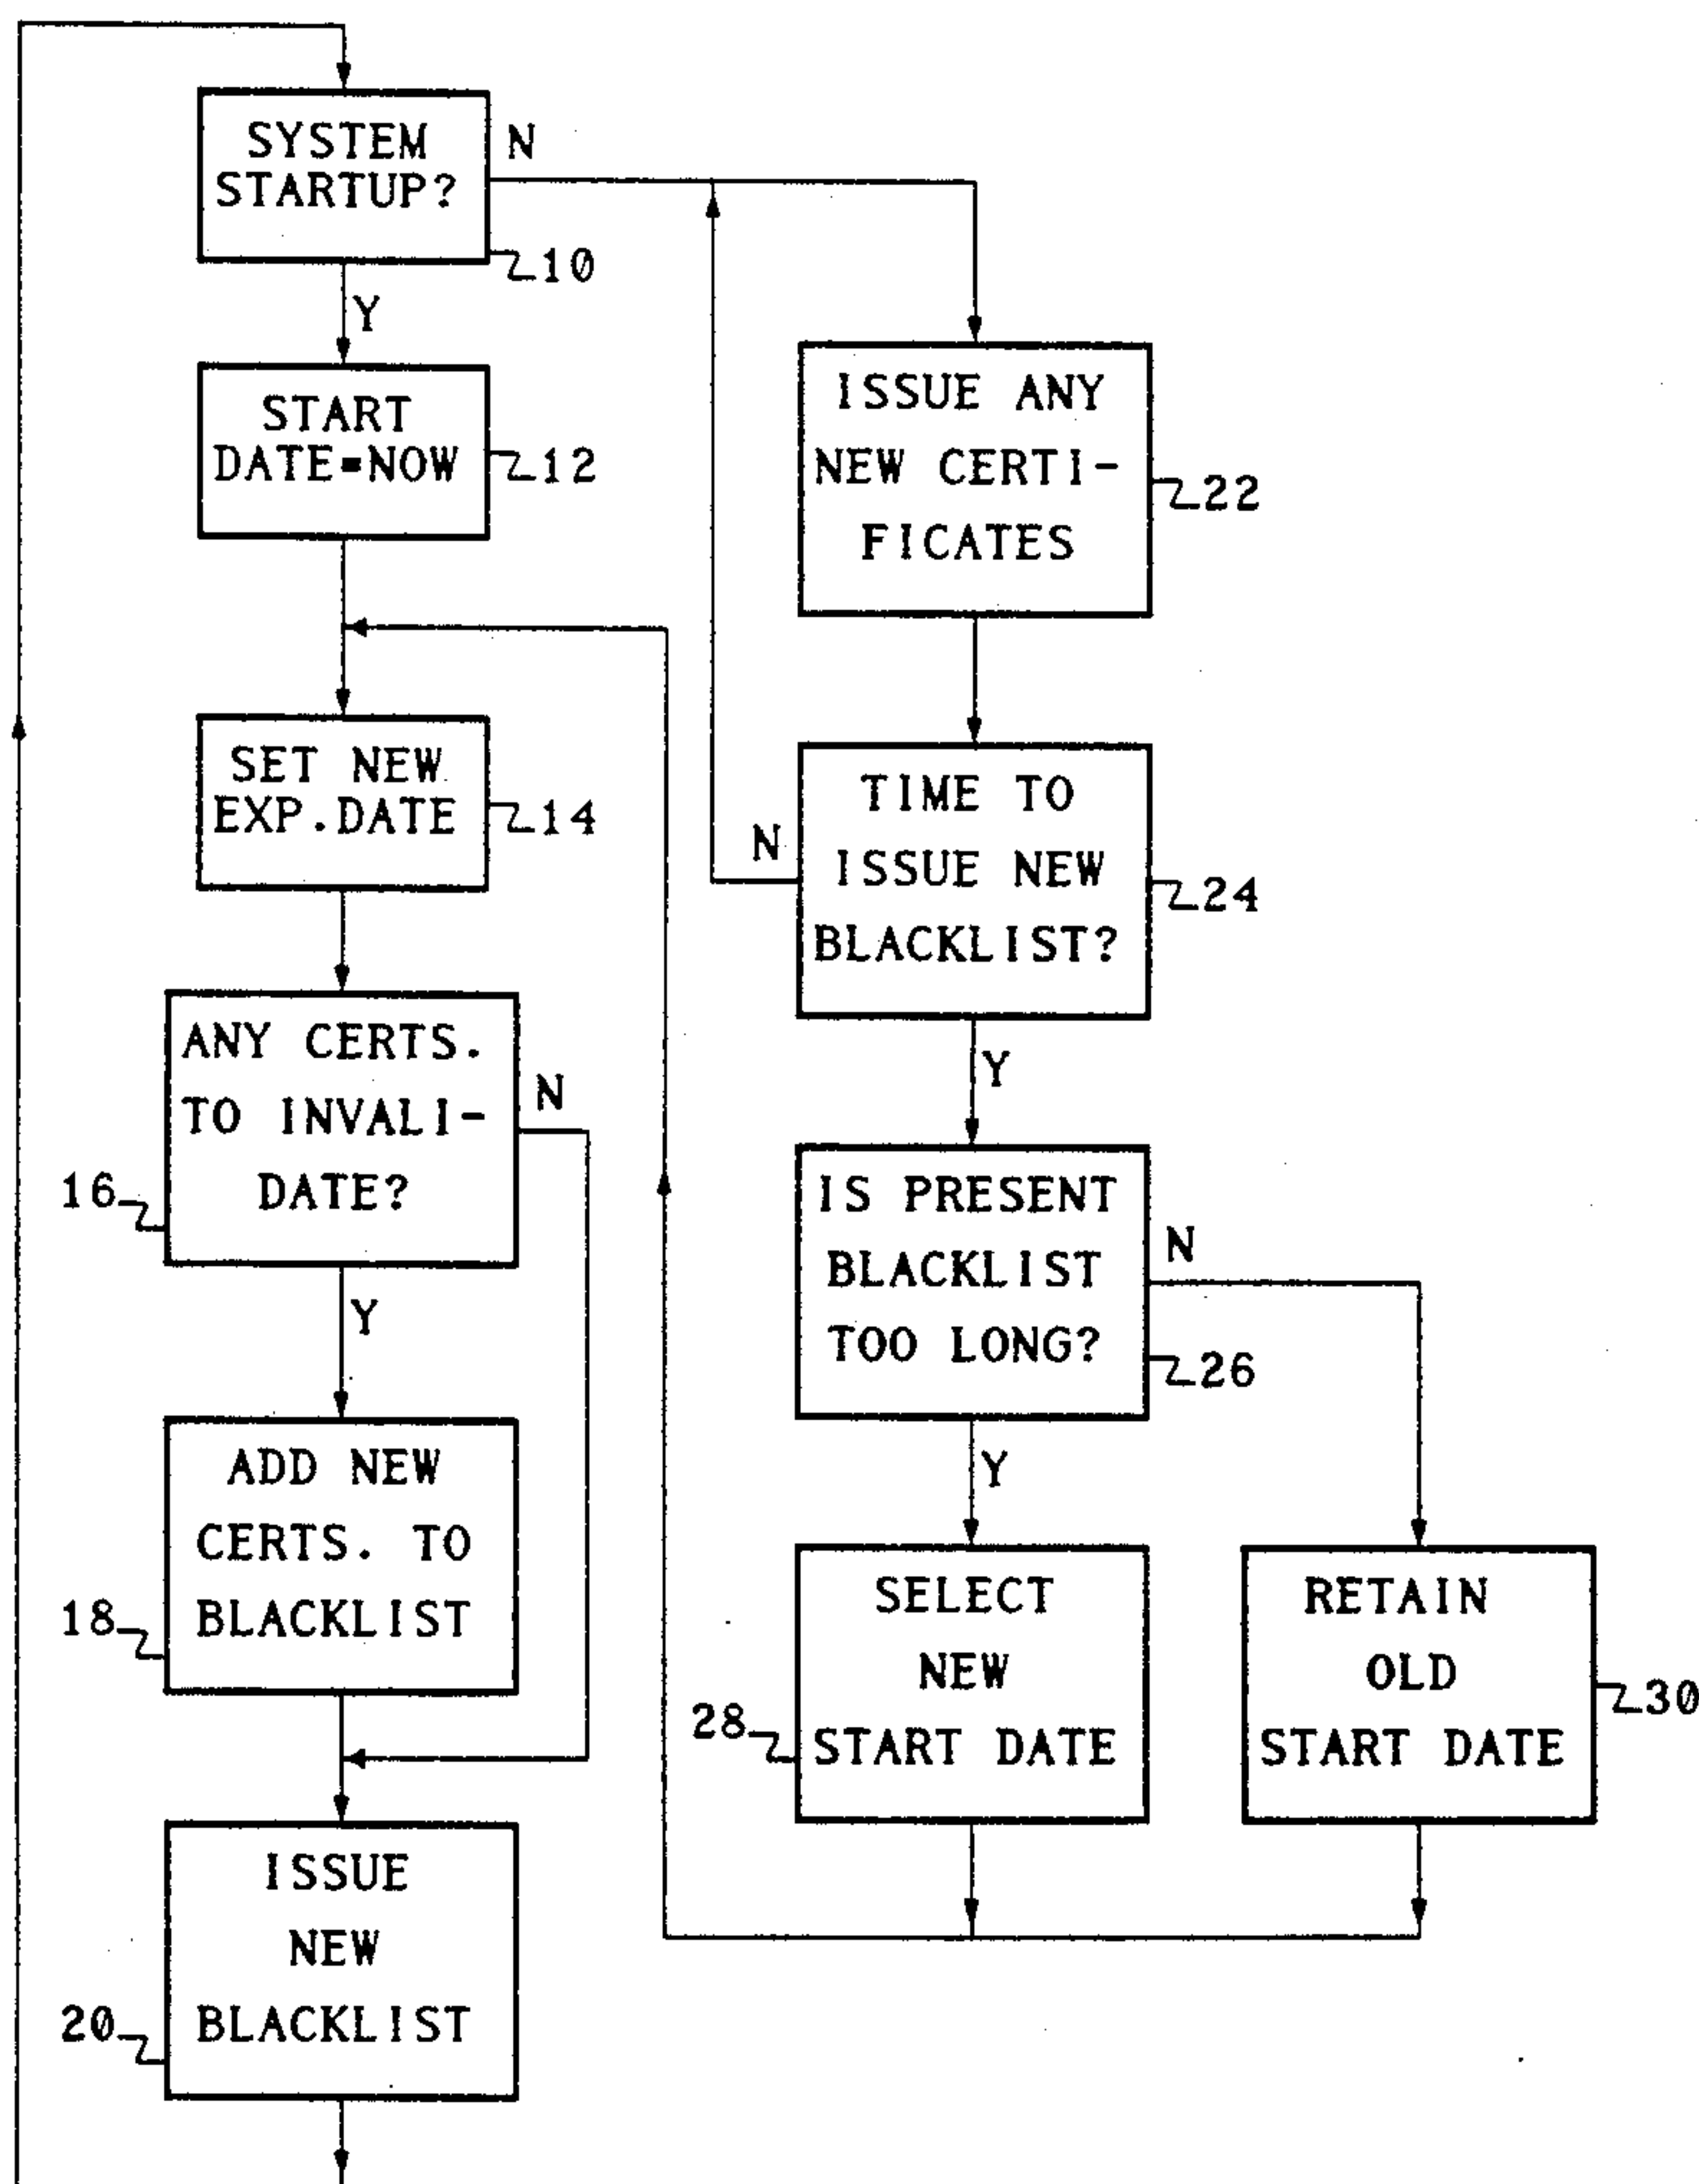 SYSTEM
STARTUP?
N
10
Y
START
DATE=NOW
12
SET NEW
EXP.DATE
14
ANY CERTS.
TO INVALI-
DATE?
N
16
Y
ADD NEW
CERTS. TO
BLACKLIST
18
ISSUE
NEW
BLACKLIST
20
ISSUE ANY
NEW CERTI-
FICATES
22
TIME TO
ISSUE NEW
BLACKLIST?
N
24
Y
IS PRESENT
BLACKLIST
TOO LONG?
N
26
Y
SELECT
NEW
START DATE
28
RETAIN
OLD
START DATE
30